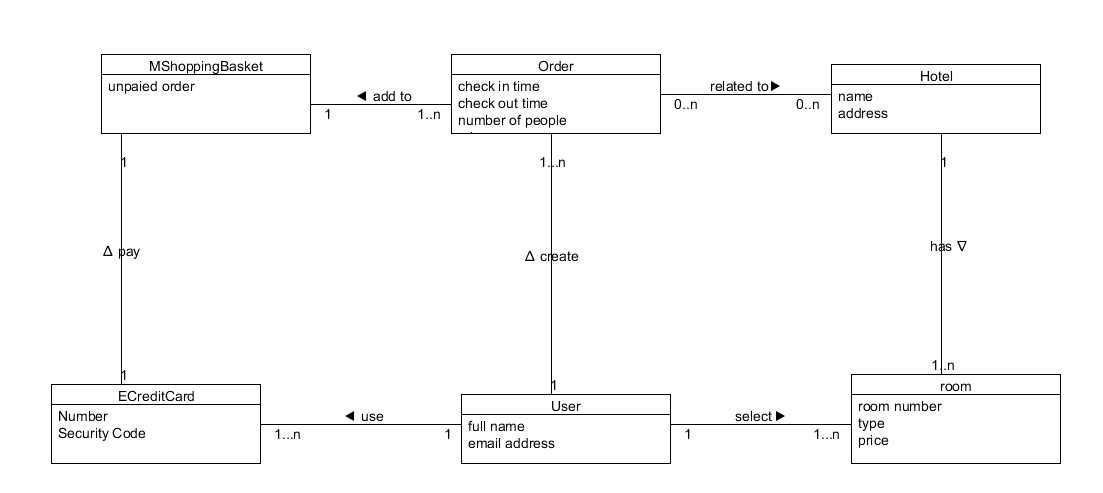 MShoppingBasket
unpaied order
Order
check in time
check out time
number of people
Hotel
name
address
◄ add to
1
1..n
related to►
0..n
0..n
1
1...n
1
Δ pay
Δ create
has ∇
1
1
1..n
ECreditCard
Number
Security Code
User
full name
email address
room
room number
type
price
◄ use
1...n
1
select►
1
1...n